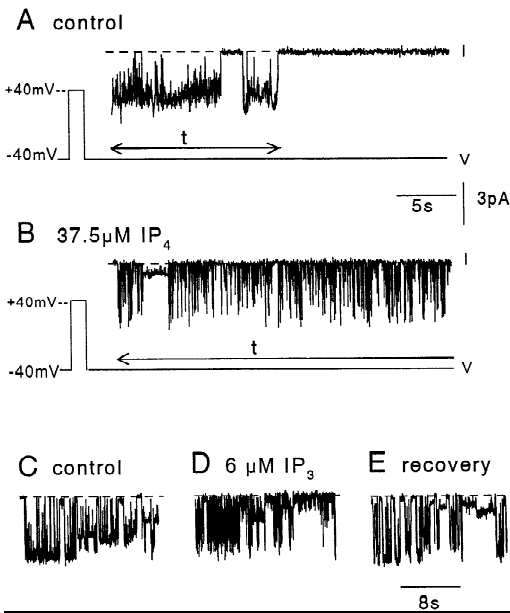 A control
I
+40mV
t
-40mV
V
5s
3pA
B 37.5µM IP4
I
+40mV
t
-40mV
V
C control
D 6 µM IP3
E recovery
8s